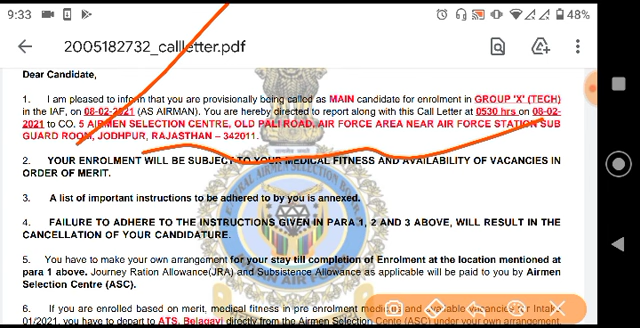 9:33
48%
2005182732_callletter.pdf
Dear Candidate,
1. I am pleased to inform that you are provisionally being called as MAIN candidate for enrolment in GROUP 'X' (TECH)
in the IAF, on 08-02-2021 (AS AIRMAN). You are hereby directed to report along with this Call Letter at 0530 hrs on 08-02-
2021 to CO. 5 AIRMEN SELECTION CENTRE, OLD PALI ROAD, AIR FORCE AREA NEAR AIR FORCE STATION SUB
GUARD ROOM, JODHPUR, RAJASTHAN – 342011.
2. YOUR ENROLMENT WILL BE SUBJECT TO YOUR MEDICAL FITNESS AND AVAILABILITY OF VACANCIES IN
ORDER OF MERIT.
3. A list of important instructions to be adhered to by you is annexed.
4. FAILURE TO ADHERE TO THE INSTRUCTIONS GIVEN IN PARA 1, 2 AND 3 ABOVE, WILL RESULT IN THE
CANCELLATION OF YOUR CANDIDATURE.
5. You have to make your own arrangement for your stay till completion of Enrolment at the location mentioned at
para 1 above. Journey Ration Allowance(JRA) and Subsistence Allowance as applicable will be paid to you by Airmen
Selection Centre (ASC).
6. If you are enrolled based on merit, medical fitness in pre enrolment medicals and available vacancies for Intake
01/2021, you have to depart to ATS, Belagavi directly from the Airmen Selection Cente (ASC) under your own arrangement